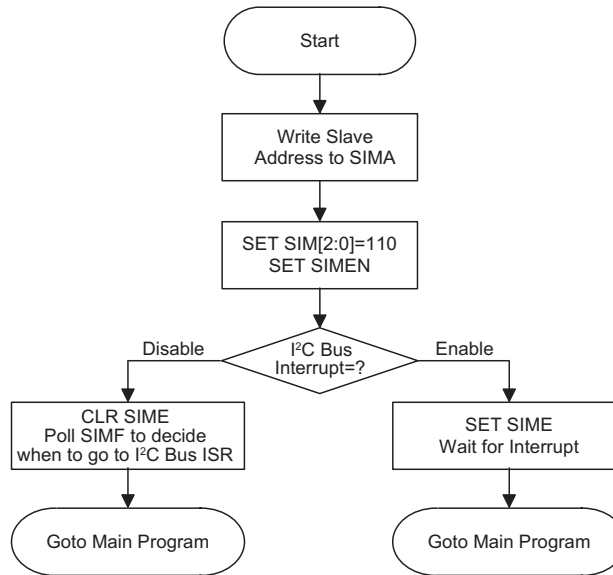 Start
Write Slave
Address to SIMA
SET SIM[2:0]=110
SET SIMEN
I²C Bus
Interrupt=?
Disable
Enable
CLR SIME
Poll SIMF to decide
when to go to I²C Bus ISR
SET SIME
Wait for Interrupt
Goto Main Program
Goto Main Program